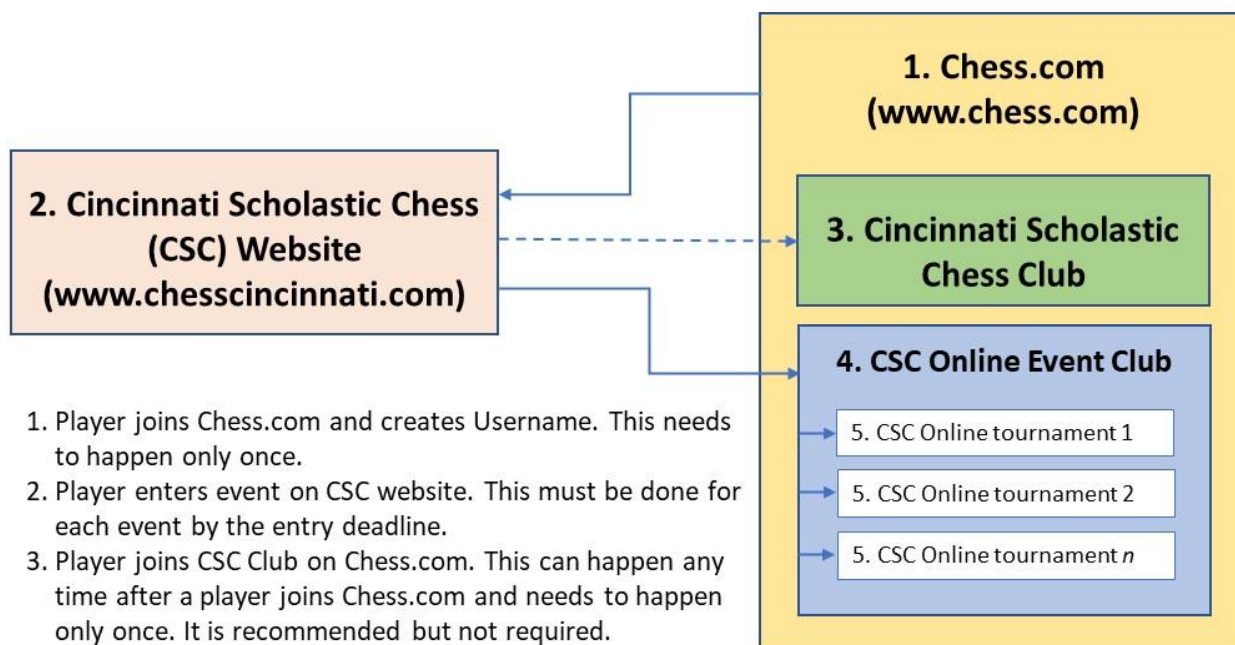 1. Chess.com
(www.chess.com)
2. Cincinnati Scholastic Chess
(CSC) Website
(www.chesscincinnati.com)
3. Cincinnati Scholastic
Chess Club
4. CSC Online Event Club
5. CSC Online tournament 1
5. CSC Online tournament 2
5. CSC Online tournament n
1. Player joins Chess.com and creates Username. This needs
to happen only once.
2. Player enters event on CSC website. This must be done for
each event by the entry deadline.
3. Player joins CSC Club on Chess.com. This can happen any
time after a player joins Chess.com and needs to happen
only once. It is recommended but not required.